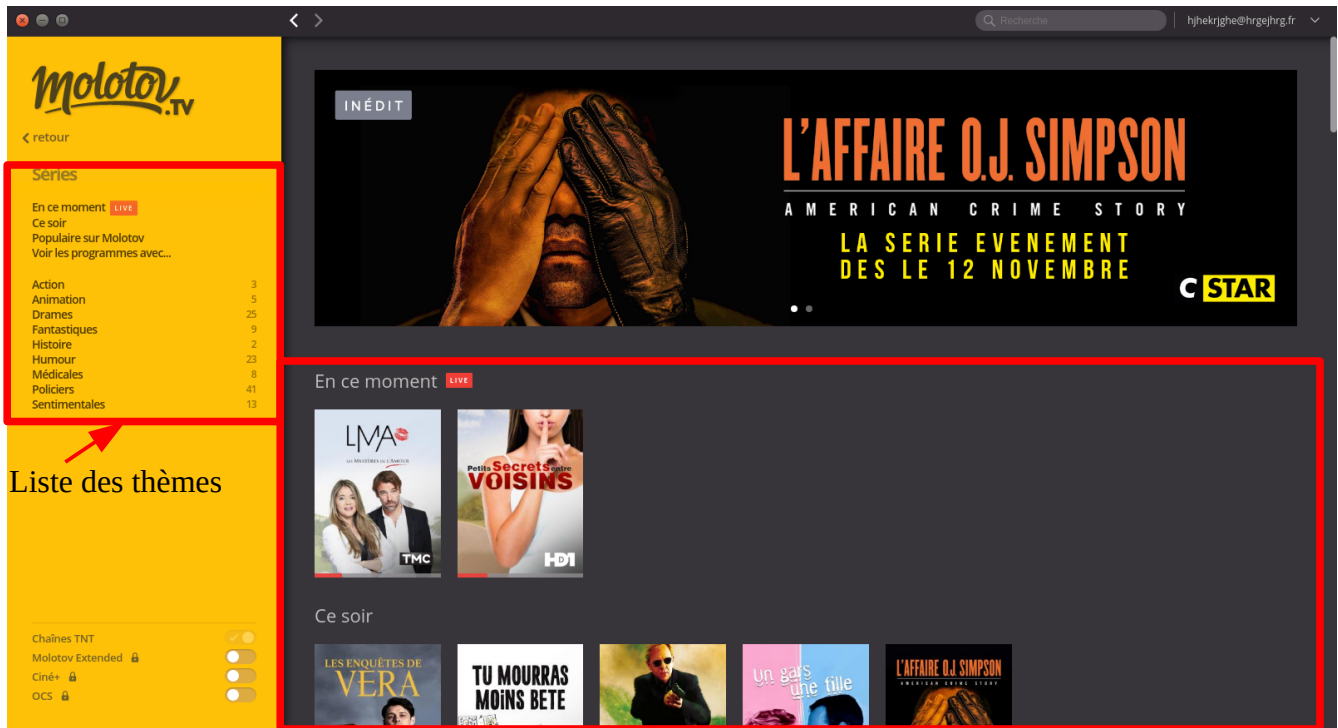 Recherche
hjhekrjghe@hrgejhrg.fr
molotov.TV
retour
Séries
En ce moment LIVE
Ce soir
Populaire sur Molotov
Voir les programmes avec...
Action 3
Animation 5
Drames 25
Fantastiques 9
Histoire 2
Humour 23
Médicales 8
Policiers 41
Sentimentales 13
Liste des thèmes
Chaînes TNT
Molotov Extended
Ciné+
OCS
INÉDIT
L'AFFAIRE O.J. SIMPSON
AMERICAN CRIME STORY
LA SERIE EVENEMENT
DES LE 12 NOVEMBRE
C STAR
En ce moment LIVE
LMA
LES MYSTÈRES DE L'AMOUR
TMC
Petits Secrets entre
VOISINS
HD1
Ce soir
LES ENQUÊTES DE
VERA
TU MOURRAS
MOINS BETE
Un gars
une fille
L'AFFAIRE O.J. SIMPSON
AMERICAN CRIME STORY